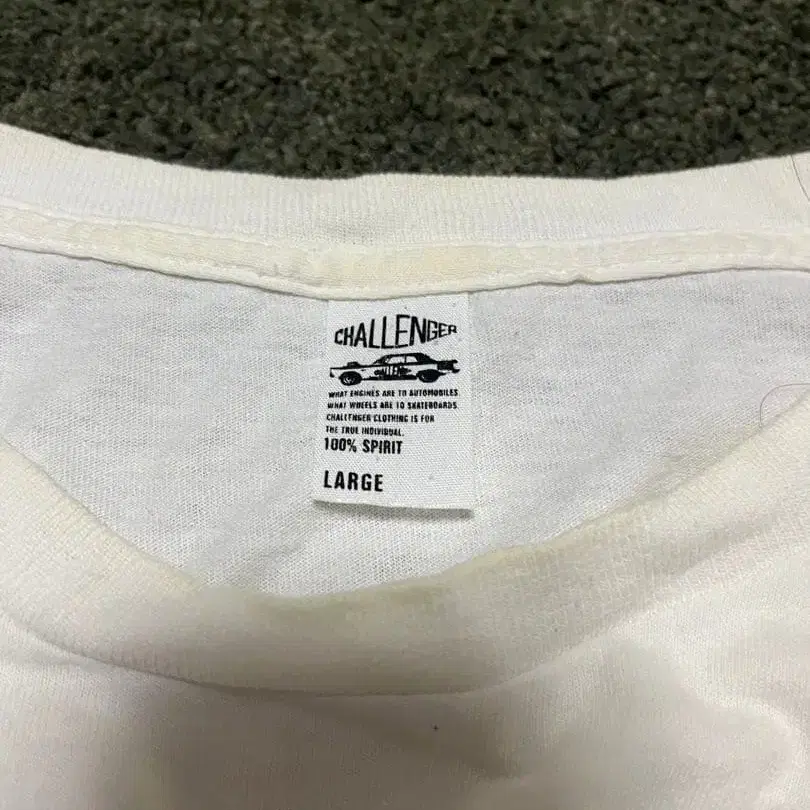 CHALLENGER
WHAT ENGINES ARE TO AUTOMOBILES.
WHAT WHEELS ARE TO SKATEBOARDS.
CHALLENGER CLOTHING IS FOR
THE TRUE INDIVIDUAL.
100% SPIRIT
LARGE